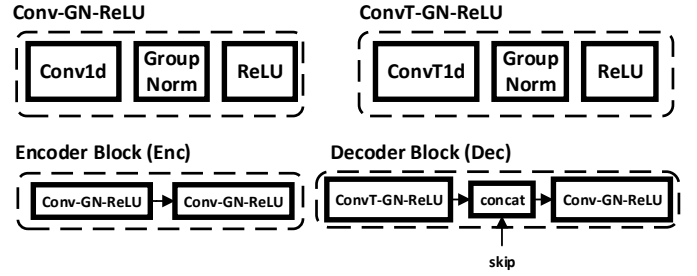 Conv-GN-ReLU
Conv1d
Group
Norm
ReLU
ConvT-GN-ReLU
ConvT1d
Group
Norm
ReLU
Encoder Block (Enc)
Conv-GN-ReLU
Conv-GN-ReLU
Decoder Block (Dec)
ConvT-GN-ReLU
concat
Conv-GN-ReLU
skip